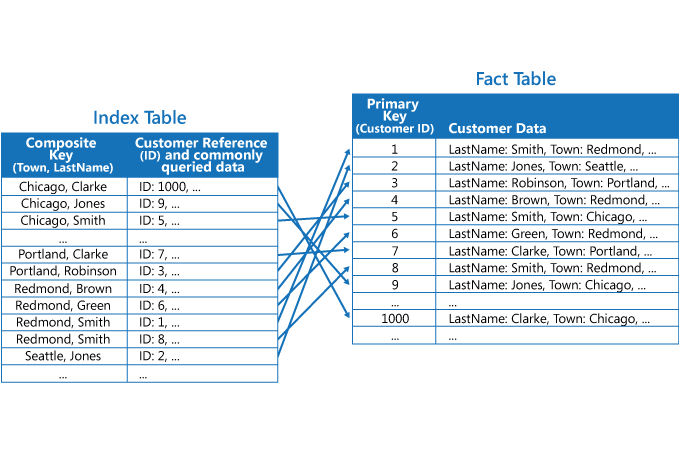 Fact Table
Index Table
Primary
Key
(Customer ID)
Customer Data
Composite
Key
(Town, LastName)
Customer Reference
(ID) and commonly
queried data
Chicago, Clarke ID: 1000, ...
Chicago, Jones ID: 9, ...
Chicago, Smith ID: 5, ...
... ...
Portland, Clarke ID: 7, ...
Portland, Robinson ID: 3, ...
Redmond, Brown ID: 4, ...
Redmond, Green ID: 6, ...
Redmond, Smith ID: 1, ...
Redmond, Smith ID: 8, ...
Seattle, Jones ID: 2, ...
... ...
1 LastName: Smith, Town: Redmond, ...
2 LastName: Jones, Town: Seattle, ...
3 LastName: Robinson, Town: Portland, ...
4 LastName: Brown, Town: Redmond, ...
5 LastName: Smith, Town: Chicago, ...
6 LastName: Green, Town: Redmond, ...
7 LastName: Clarke, Town: Portland, ...
8 LastName: Smith, Town: Redmond, ...
9 LastName: Jones, Town: Chicago, ...
... ...
1000 LastName: Clarke, Town: Chicago, ...
... ...